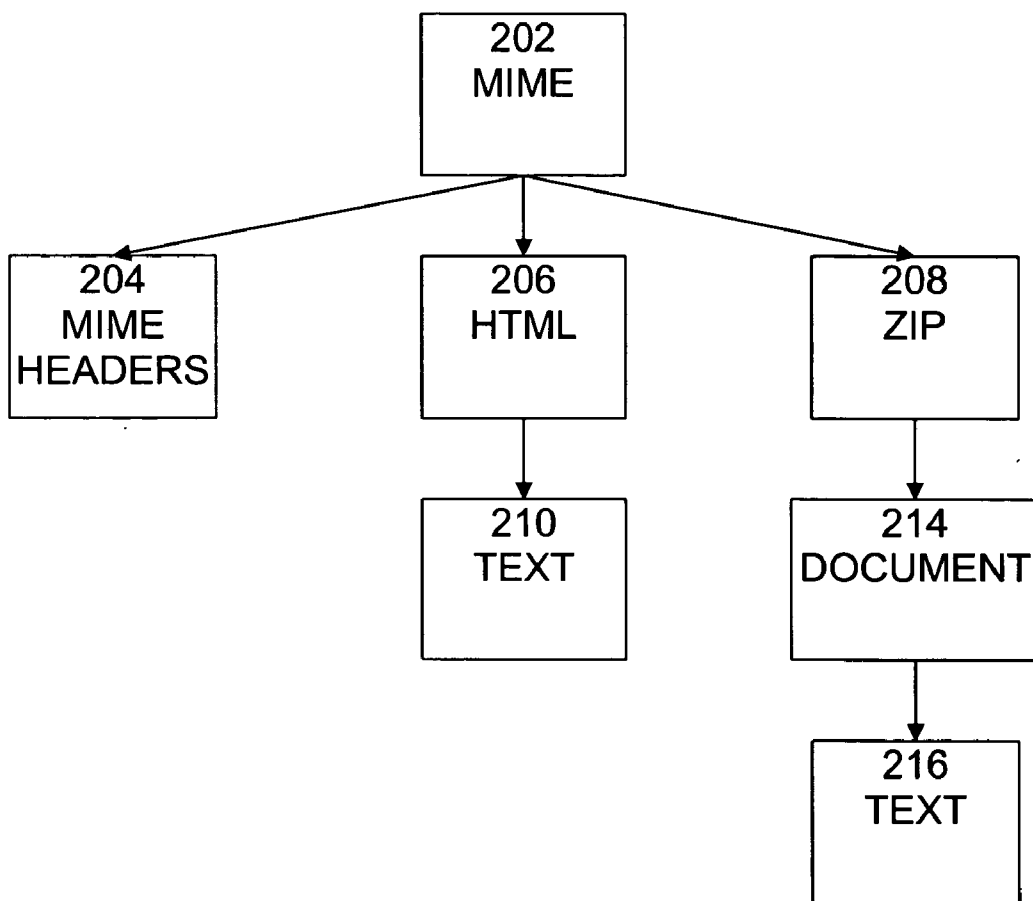 202
MIME
204
MIME
HEADERS
206
HTML
208
ZIP
210
TEXT
214
DOCUMENT
216
TEXT